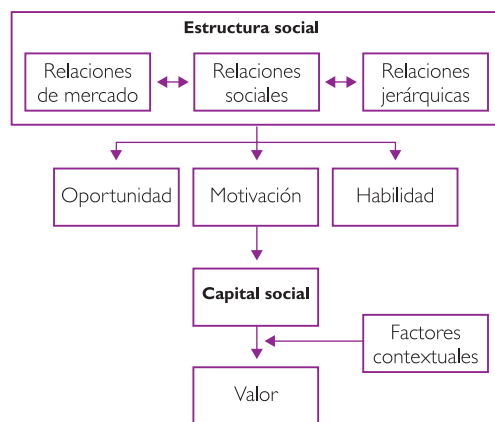 Estructura social
Relaciones
de mercado
Relaciones
sociales
Relaciones
jerárquicas
Oportunidad
Motivación
Habilidad
Capital social
Factores
contextuales
Valor